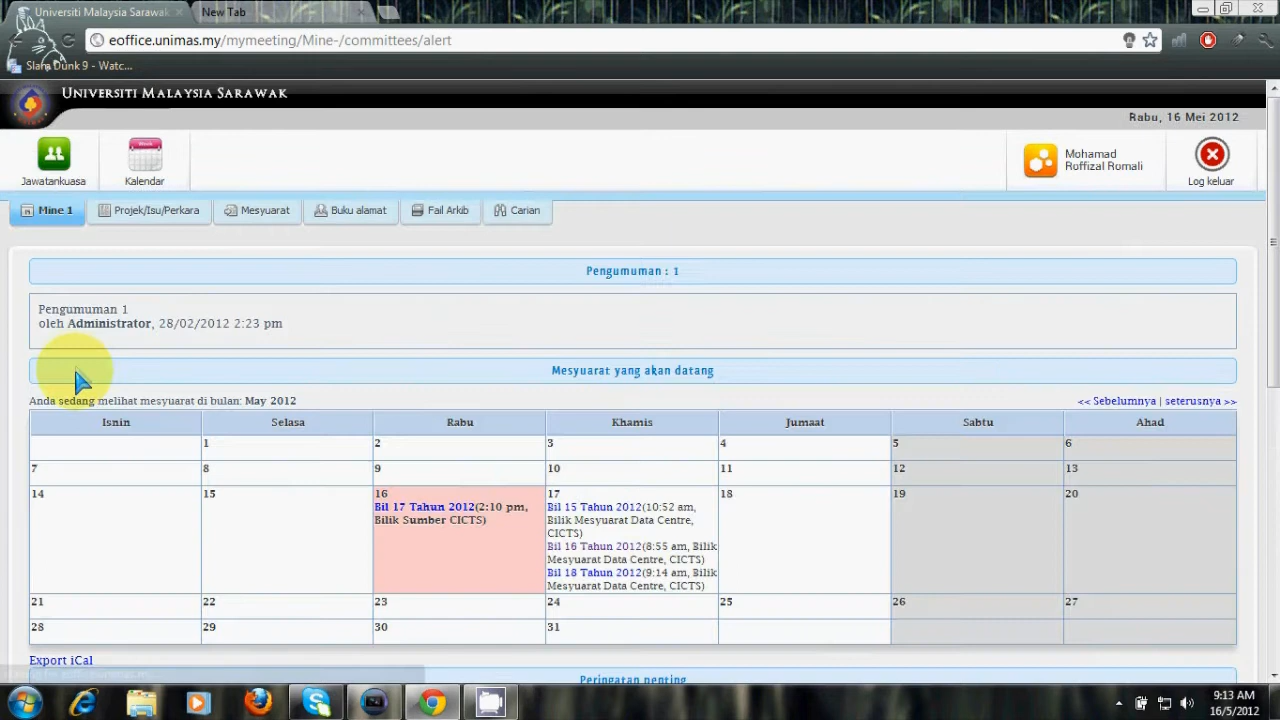 Universiti Malaysia Sarawak
New Tab
eoffice.unimas.my/mymeeting/Mine-/committees/alert
Slam Dunk 9 - Watc...
Universiti Malaysia Sarawak
Rabu, 16 Mei 2012
Jawatankuasa
Kalendar
Mohamad
Roffizal Romali
Log keluar
Mine 1
Projek/Isu/Perkara
Mesyuarat
Buku alamat
Fail Arkib
Carian
Pengumuman : 1
Pengumuman 1
oleh Administrator, 28/02/2012 2:23 pm
Mesyuarat yang akan datang
Anda sedang melihat mesyuarat di bulan: May 2012
<< Sebelumnya | seterusnya >>
Isnin Selasa Rabu Khamis Jumaat Sabtu Ahad
1 2 3 4 5 6
7 8 9 10 11 12 13
14 15 16 17 18 19 20
Bil 17 Tahun 2012(2:10 pm,
Bilik Sumber CICTS)
Bil 15 Tahun 2012(10:52 am,
Bilik Mesyuarat Data Centre,
CICTS)
Bil 16 Tahun 2012(8:55 am, Bilik
Mesyuarat Data Centre, CICTS)
Bil 18 Tahun 2012(9:14 am, Bilik
Mesyuarat Data Centre, CICTS)
21 22 23 24 25 26 27
28 29 30 31
Export iCal
Peringatan penting
9:13 AM
16/5/2012